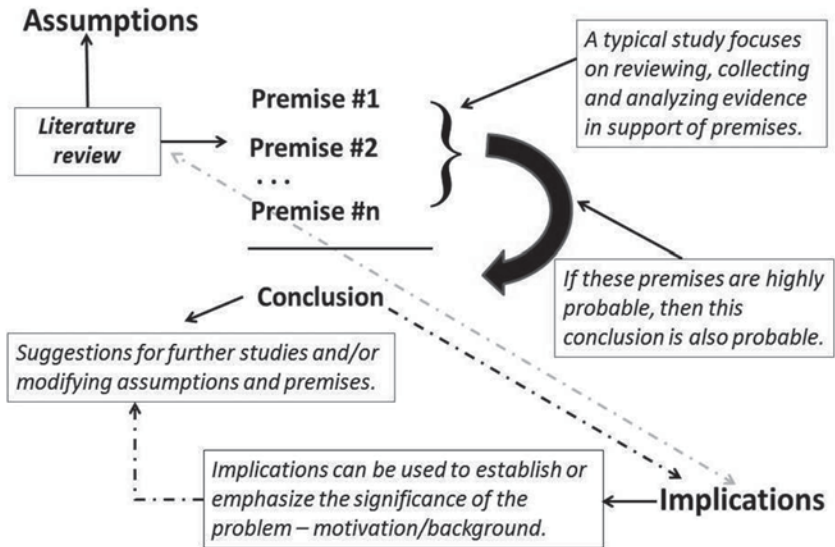 Assumptions
Literature
review
Premise #1
Premise #2
...
Premise #n
A typical study focuses
on reviewing, collecting
and analyzing evidence
in support of premises.
If these premises are highly
probable, then this
conclusion is also probable.
Conclusion
Suggestions for further studies and/or
modifying assumptions and premises.
Implications can be used to establish or
emphasize the significance of the
problem – motivation/background.
Implications